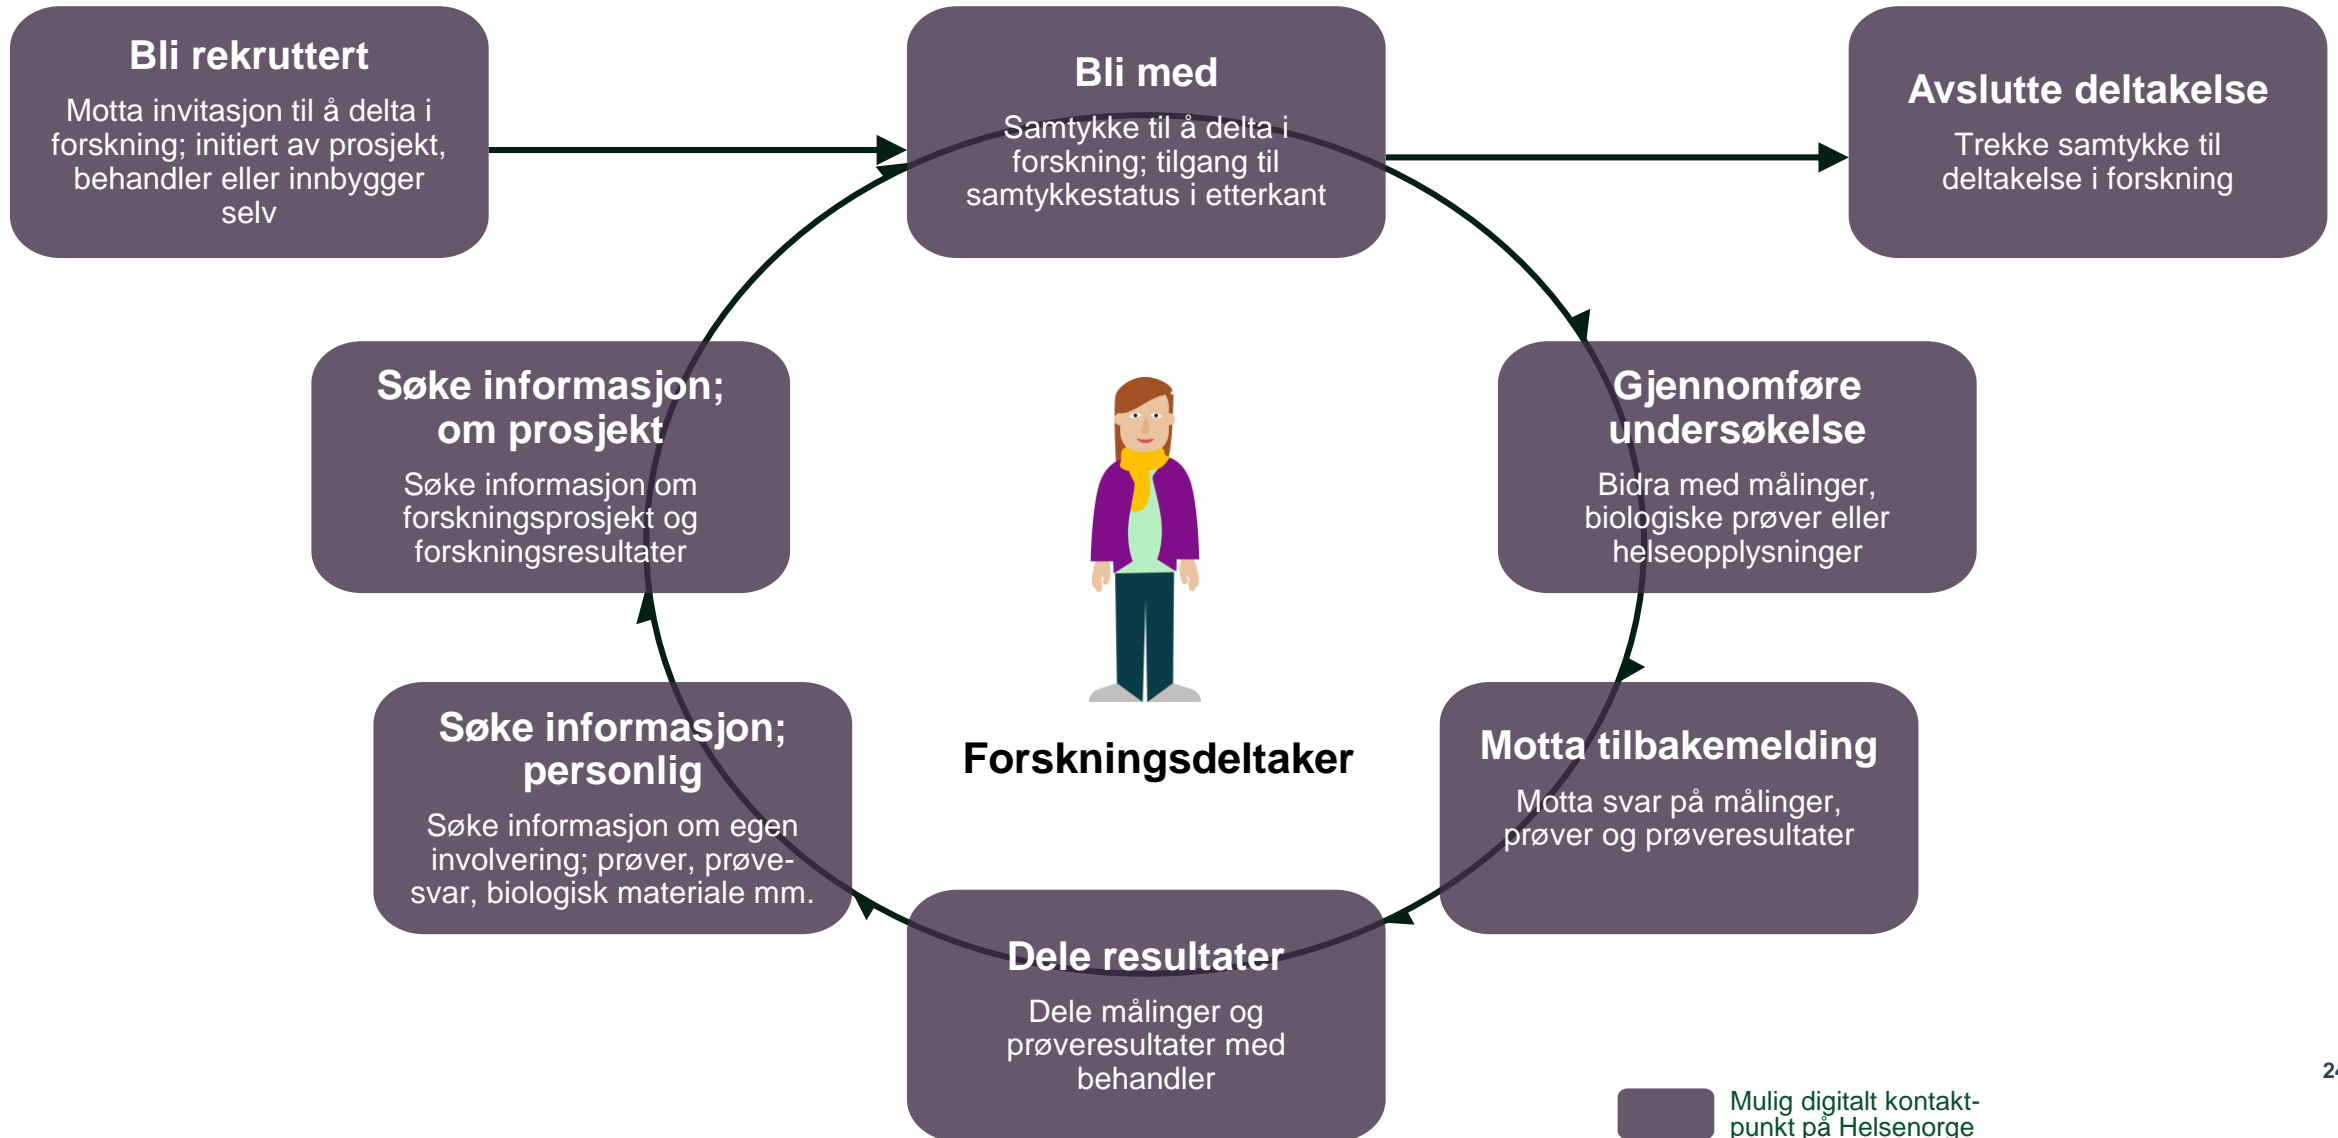 Bli rekruttert
Motta invitasjon til å delta i
forskning; initiert av prosjekt,
behandler eller innbygger
selv
Bli med
Samtykke til å delta i
forskning; tilgang til
samtykkestatus i etterkant
Avslutte deltakelse
Trekke samtykke til
deltakelse i forskning
Søke informasjon;
om prosjekt
Søke informasjon om
forskningsprosjekt og
forskningsresultater
Gjennomføre
undersøkelse
Bidra med målinger,
biologiske prøver eller
helseopplysninger
Søke informasjon;
personlig
Søke informasjon om egen
involvering; prøver, prøve-
svar, biologisk materiale mm.
Forskningsdeltaker
Motta tilbakemelding
Motta svar på målinger,
prøver og prøveresultater
Dele resultater
Dele målinger og
prøveresultater med
behandler
24
Mulig digitalt kontakt-
punkt på Helsenorge